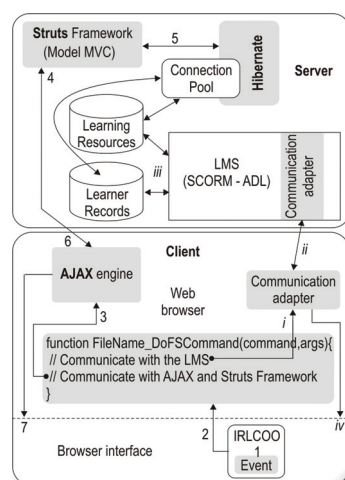 Struts Framework
(Model MVC)
5
Hibernate
Server
4
Connection
Pool
Learning
Resources
iii
LMS
(SCORM - ADL)
Communication
adapter
Learner
Records
ii
6
Client
AJAX engine
Communication
adapter
Web
browser
3
i
function FileName_DoFSCommand(command,args){
// Communicate with the LMS
// Communicate with AJAX and Struts Framework
}
7
iv
2
Browser interface
IRLCOO
1
Event